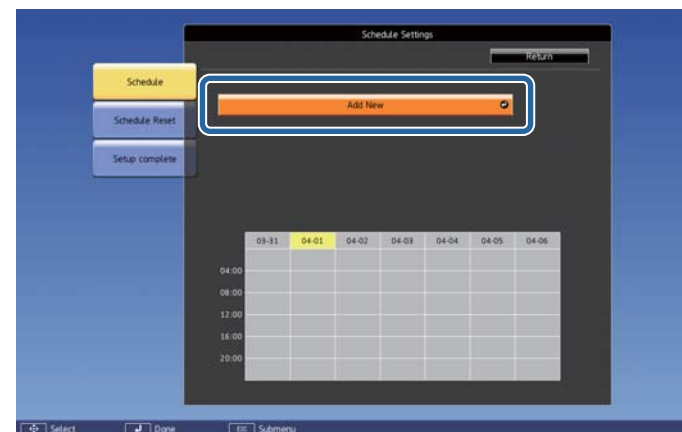 Schedule Settings
Return
Schedule
Add New
Schedule Reset
Setup complete
03-31 04-01 04-02 04-03 04-04 04-05 04-06
04:00
08:00
12:00
16:00
20:00
Select Done Submenu